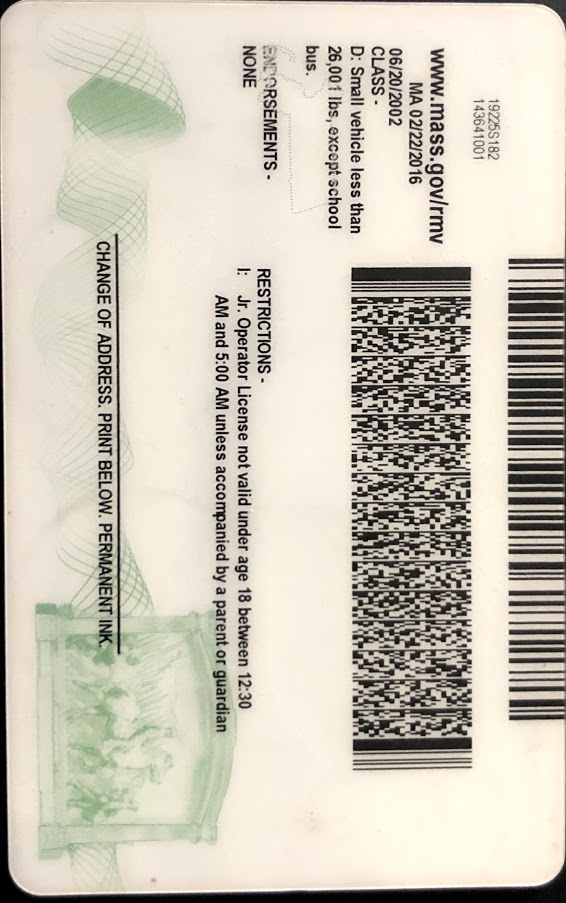 19225S182
143641001
www.mass.gov/rmv
MA 02/22/2016
06/20/2002
CLASS -
D: Small vehicle less than
26,001 lbs, except school
bus.
ENDORSEMENTS -
NONE
RESTRICTIONS -
I: Jr. Operator License not valid under age 18 between 12:30
AM and 5:00 AM unless accompanied by a parent or guardian
CHANGE OF ADDRESS. PRINT BELOW. PERMANENT INK.